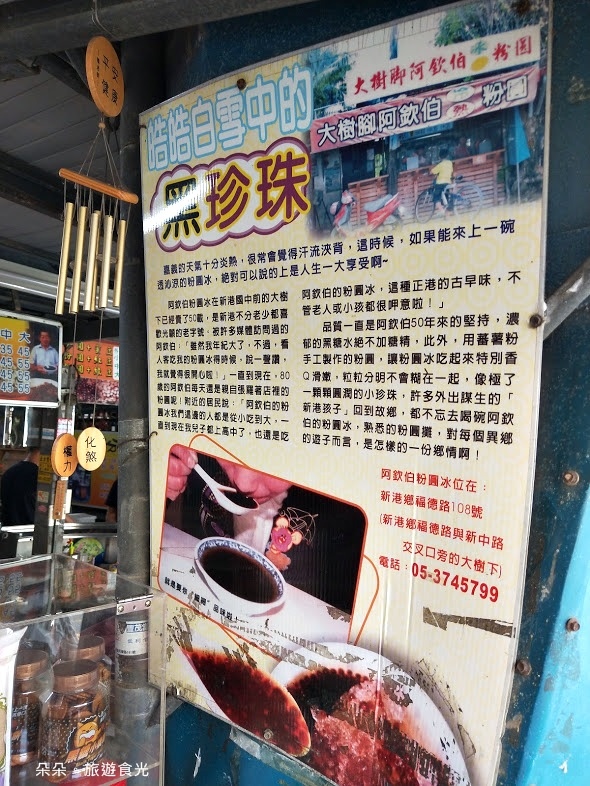 皓皓白雪中的
黑珍珠
大樹腳阿欽伯 粉圓
大樹腳阿欽伯 粉圓
嘉義的天氣十分炎熱，很常會覺得汗流浹背，這時候，如果能來上一碗
透沁涼的粉圓冰，絕對可以說的上是人生一大享受啊~
阿欽伯粉圓冰在新港國中前的大樹
下已經賣了50載，是新港不分老少都喜
歡光顧的老字號，被許多媒體訪問過的
阿欽伯：「雖然我年紀大了，不過，看
人客吃我的粉圓冰得時候，說一聲讚，
我就覺得很開心啦！」一直到現在，80
歲的阿欽伯每天還是親自張羅著店裡的
粉圓呢！附近的居民說：「阿欽伯的粉
圓冰我們這邊的人都是從小吃到大，一
直到現在我兒子都上高中了，也還是吃
阿欽伯的粉圓冰，這種正港的古早味，不
管老人或小孩都很呷意啦！」
品質一直是阿欽伯50年來的堅持，濃
郁的黑糖水絕不加糖精，此外，用蕃薯粉
手工製作的粉圓，讓粉圓冰吃起來特別香
Q滑嫩，粒粒分明不會糊在一起，像極了
一顆顆圓潤的小珍珠，許多外出謀生的「
新港孩子」回到故鄉，都不忘去喝碗阿欽
伯的粉圓冰，熟悉的粉圓攤，對每個異鄉
的遊子而言，是怎樣的一份鄉情啊！
阿欽伯粉圓冰位在：
新港鄉福德路108號
(新港鄉福德路與新中路
交叉口旁的大樹下)
電話：05-3745799
平安
健康
化煞
權力
中 大
35 45
朵朵。旅遊食光